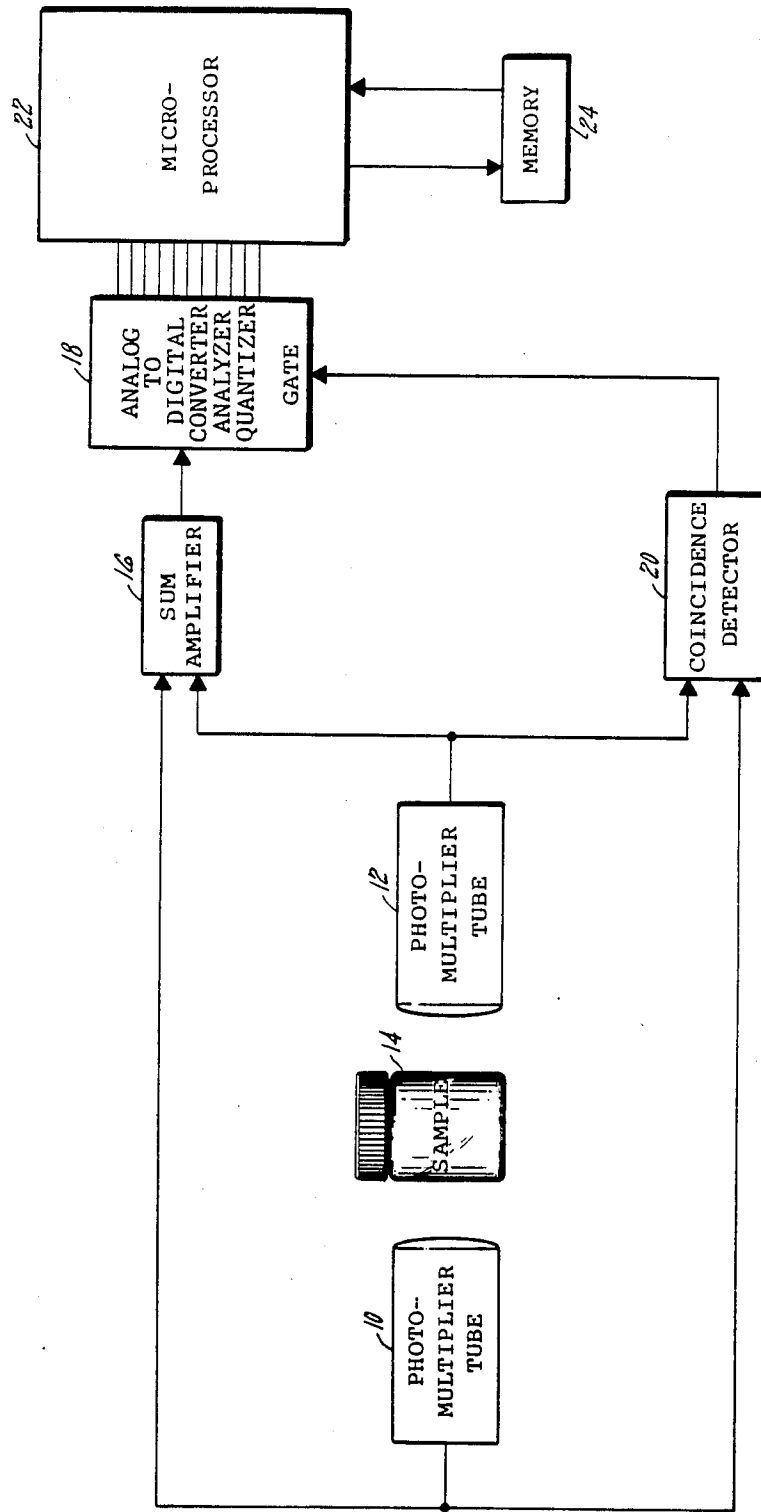 10
PHOTO--
MULTIPLIER
TUBE
SAMPLE
14
12
PHOTO-
MULTIPLIER
TUBE
16
SUM
AMPLIFIER
20
COINCIDENCE
DETECTOR
18
ANALOG
TO
DIGITAL
CONVERTER
ANALYZER
QUANTIZER
GATE
22
MICRO-
PROCESSOR
MEMORY
24